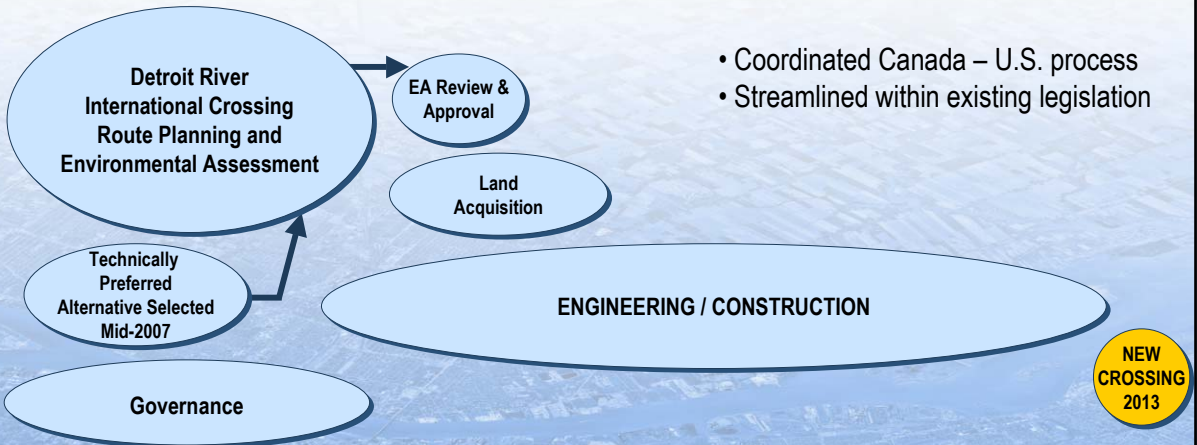 Detroit River
International Crossing
Route Planning and
Environmental Assessment
EA Review &
Approval
• Coordinated Canada – U.S. process
• Streamlined within existing legislation
Land
Acquisition
Technically
Preferred
Alternative Selected
Mid-2007
ENGINEERING / CONSTRUCTION
NEW
CROSSING
2013
Governance